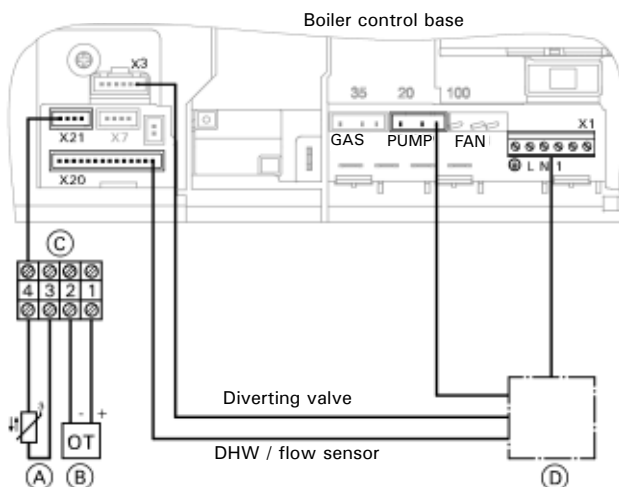 Boiler control base
X3
35 20 100
X21 X7
GAS PUMP FAN
X1
L N 1
X20
C
4 3 2 1
Diverting valve
- +
OT
DHW / flow sensor
A B D